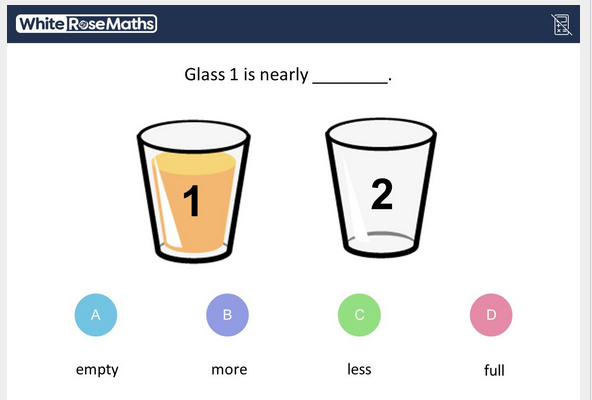 White Rose Maths
Glass 1 is nearly ________.
1 2
A B C D
empty more less full